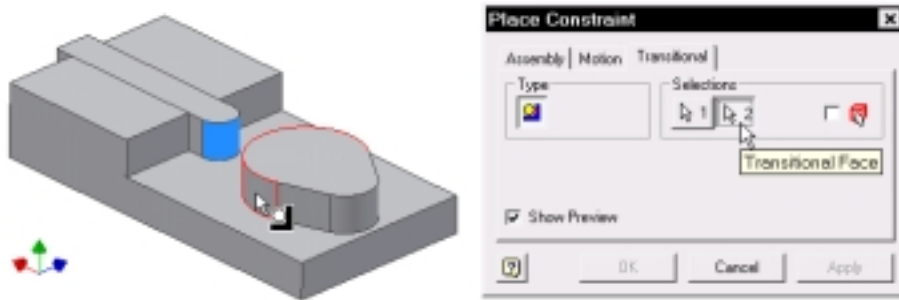 Place Constraint
Assembly Motion Transitional
Type
Selections
1 2
Transitional Face
Show Preview
OK Cancel Apply